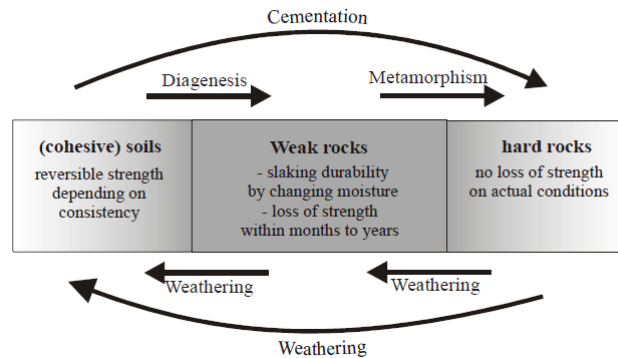 Cementation
Diagenesis
Metamorphism
(cohesive) soils
reversible strength
depending on
consistency
Weak rocks
- slaking durability
by changing moisture
- loss of strength
within months to years
hard rocks
no loss of strength
on actual conditions
Weathering
Weathering
Weathering